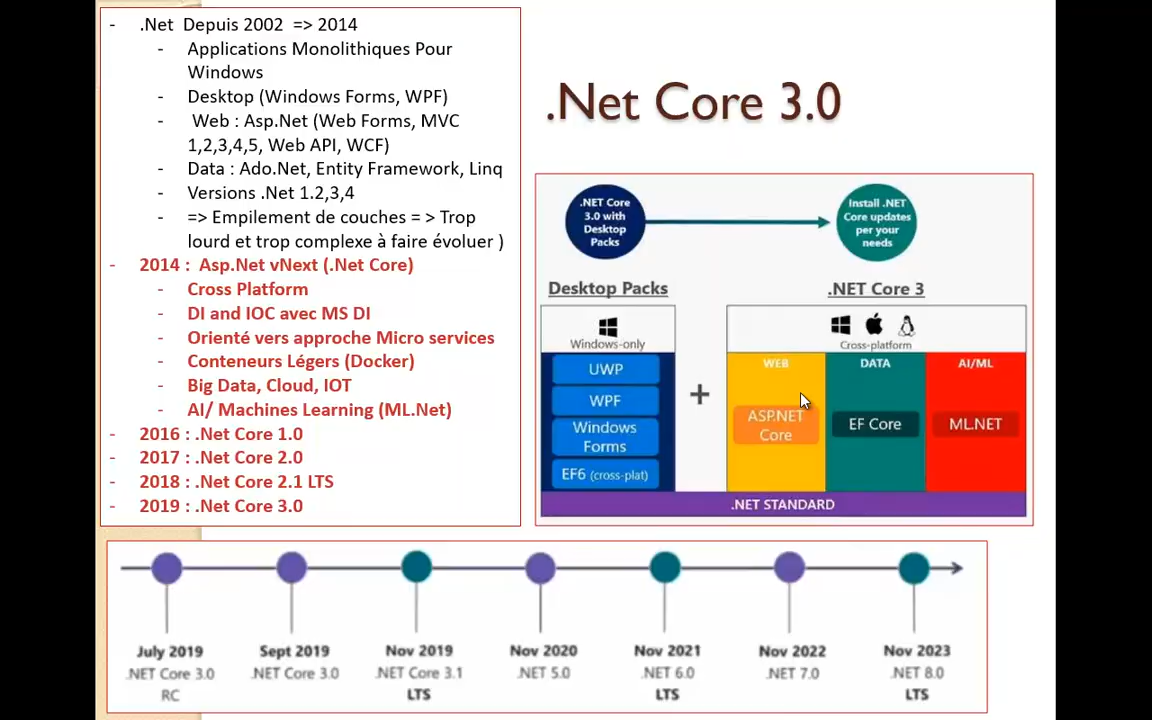 - .Net Depuis 2002 => 2014
- Applications Monolithiques Pour
Windows
- Desktop (Windows Forms, WPF)
- Web : Asp.Net (Web Forms, MVC
1,2,3,4,5, Web API, WCF)
- Data : Ado.Net, Entity Framework, Linq
- Versions .Net 1.2,3,4
- => Empilement de couches = > Trop
lourd et trop complexe à faire évoluer )
- 2014 : Asp.Net vNext (.Net Core)
- Cross Platform
- DI and IOC avec MS DI
- Orienté vers approche Micro services
- Conteneurs Légers (Docker)
- Big Data, Cloud, IOT
- AI/ Machines Learning (ML.Net)
- 2016 : .Net Core 1.0
- 2017 : .Net Core 2.0
- 2018 : .Net Core 2.1 LTS
- 2019 : .Net Core 3.0
.Net Core 3.0
.NET Core
3.0 with
Desktop
Packs
Install .NET
Core updates
per your
needs
Desktop Packs
.NET Core 3
Windows-only
Cross-platform
UWP
WPF
Windows
Forms
EF6 (cross-plat)
+
WEB
ASP.NET
Core
DATA
EF Core
AI/ML
ML.NET
.NET STANDARD
July 2019
.NET Core 3.0
RC
Sept 2019
.NET Core 3.0
Nov 2019
.NET Core 3.1
LTS
Nov 2020
.NET 5.0
Nov 2021
.NET 6.0
LTS
Nov 2022
.NET 7.0
Nov 2023
.NET 8.0
LTS